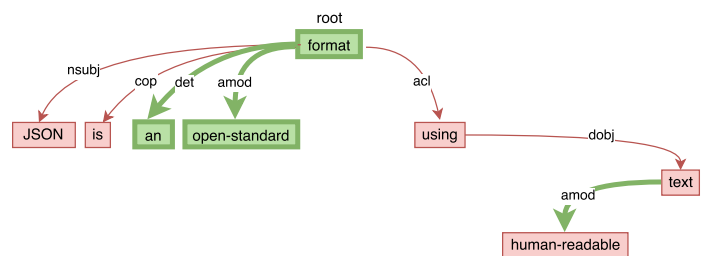 root
format
nsubj
cop
det
amod
acl
JSON
is
an
open-standard
using
dobj
text
amod
human-readable